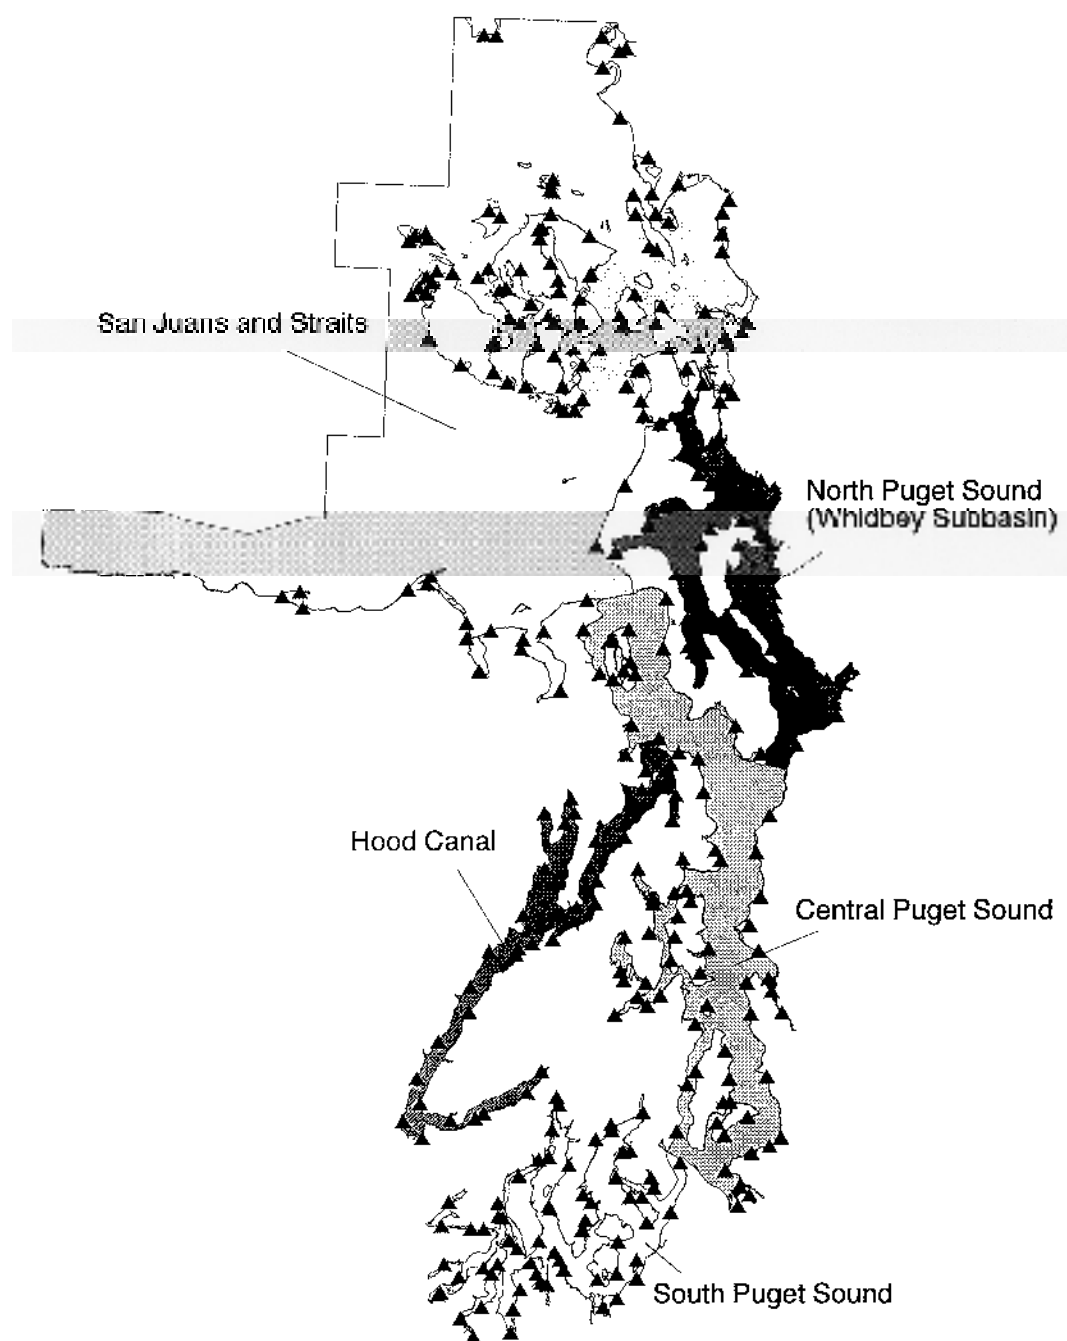 San Juans and Straits
North Puget Sound
(Whidbey Subbasin)
Hood Canal
Central Puget Sound
South Puget Sound